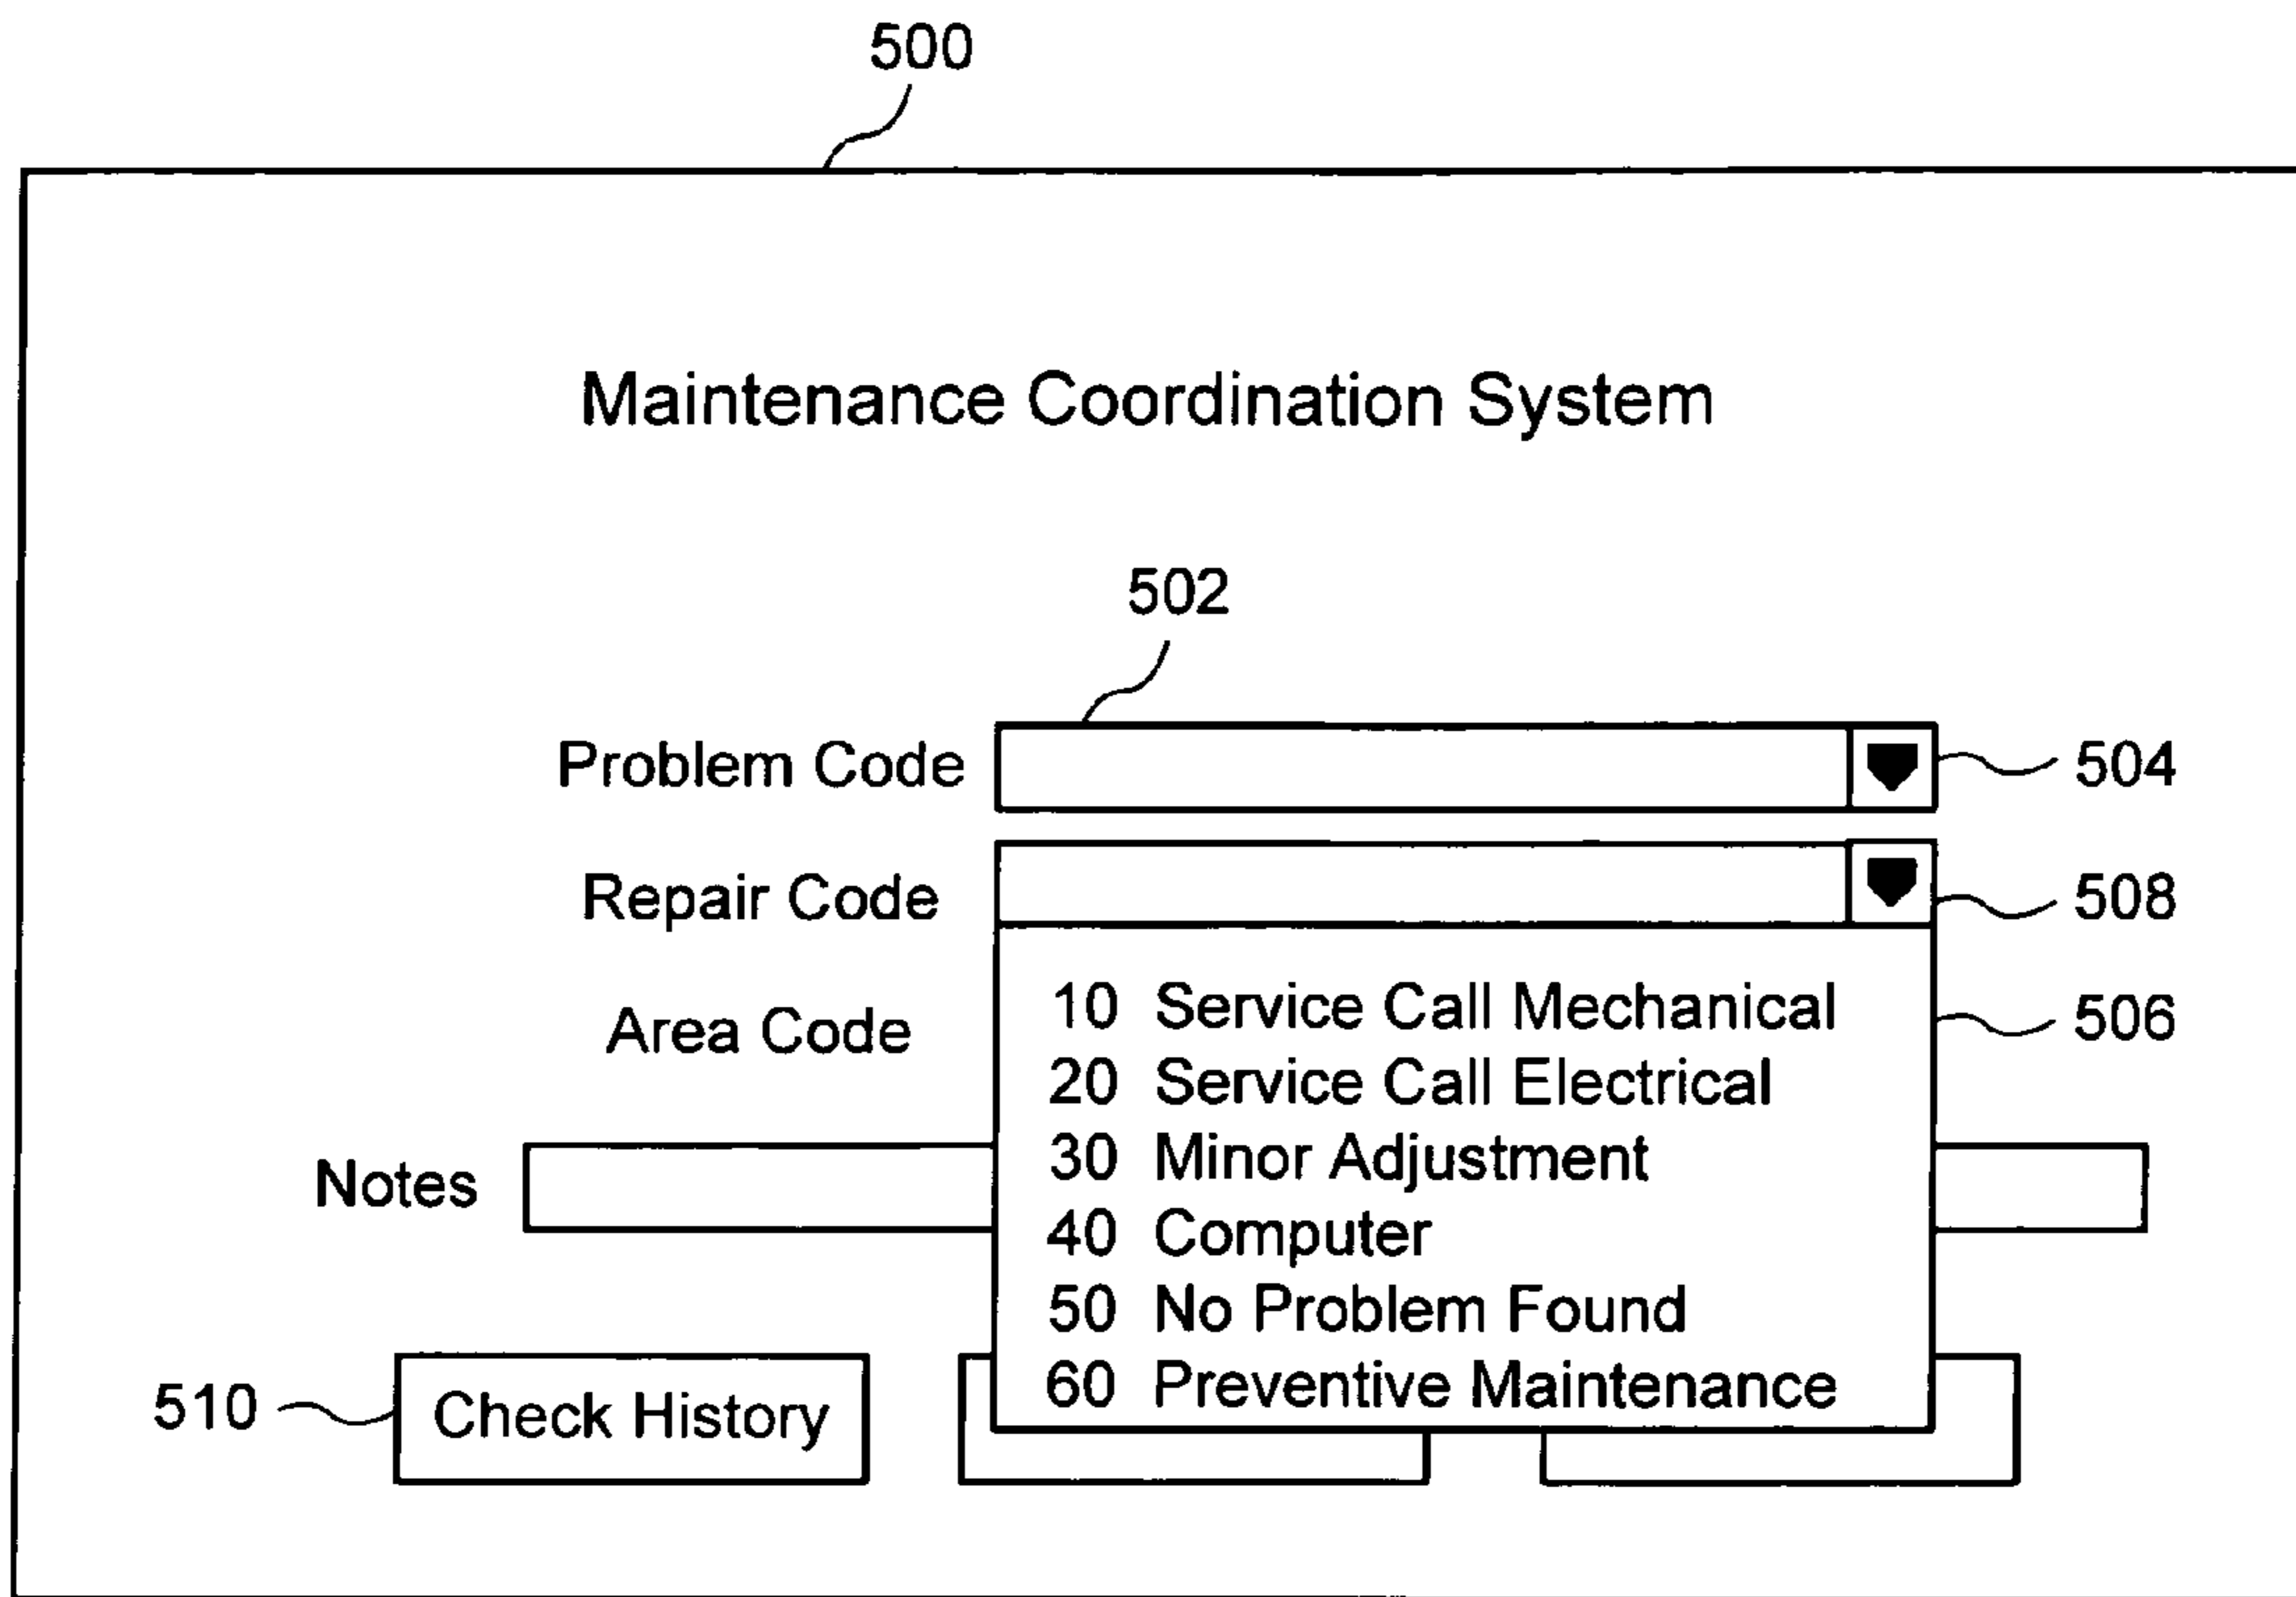 500
Maintenance Coordination System
502
Problem Code
504
Repair Code
508
10 Service Call Mechanical
506
Area Code
20 Service Call Electrical
30 Minor Adjustment
Notes
40 Computer
50 No Problem Found
60 Preventive Maintenance
510
Check History